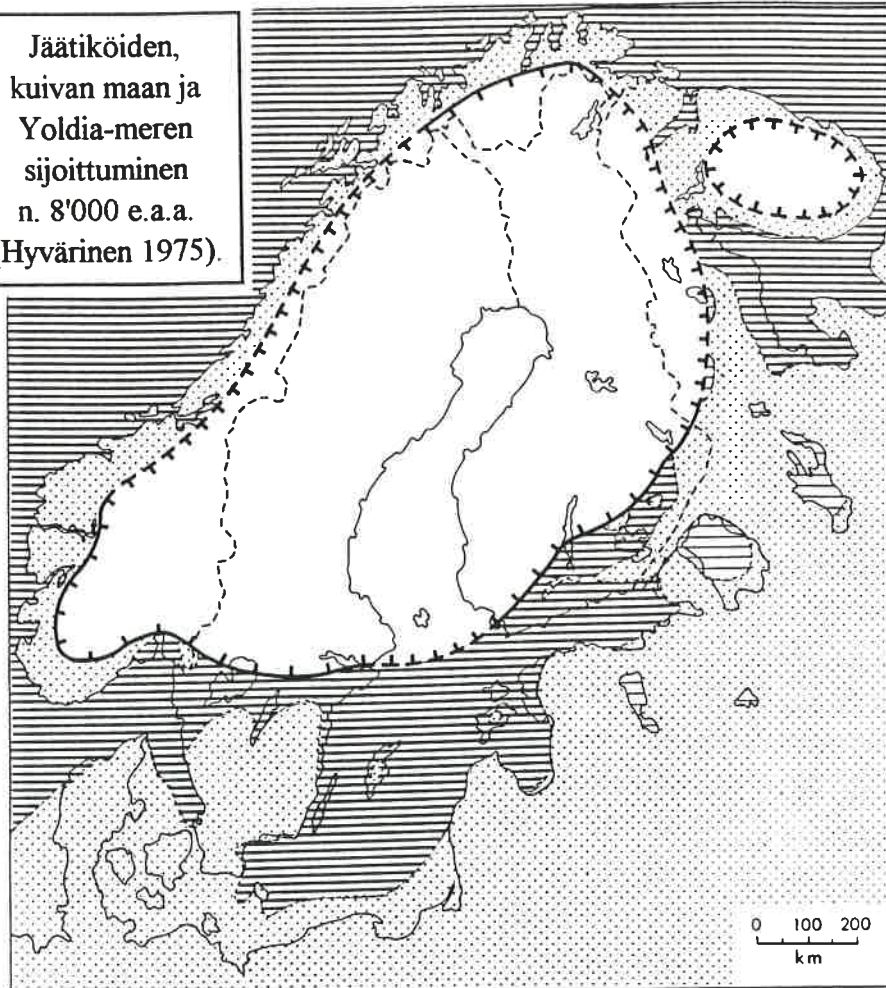 Jäätiköiden,
kuivan maan ja
Yoldia-meren
sijoittuminen
n. 8'000 e.a.a.
(Hyvärinen 1975).
0 100 200
km